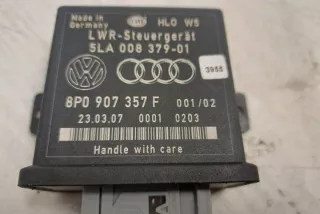 Made in
Germany
HLO W5
LWR-Steuergerät
5LA 008 379-01
3955
8P0 907 357 F 001/02
23.03.07 0001 0203
Handle with care